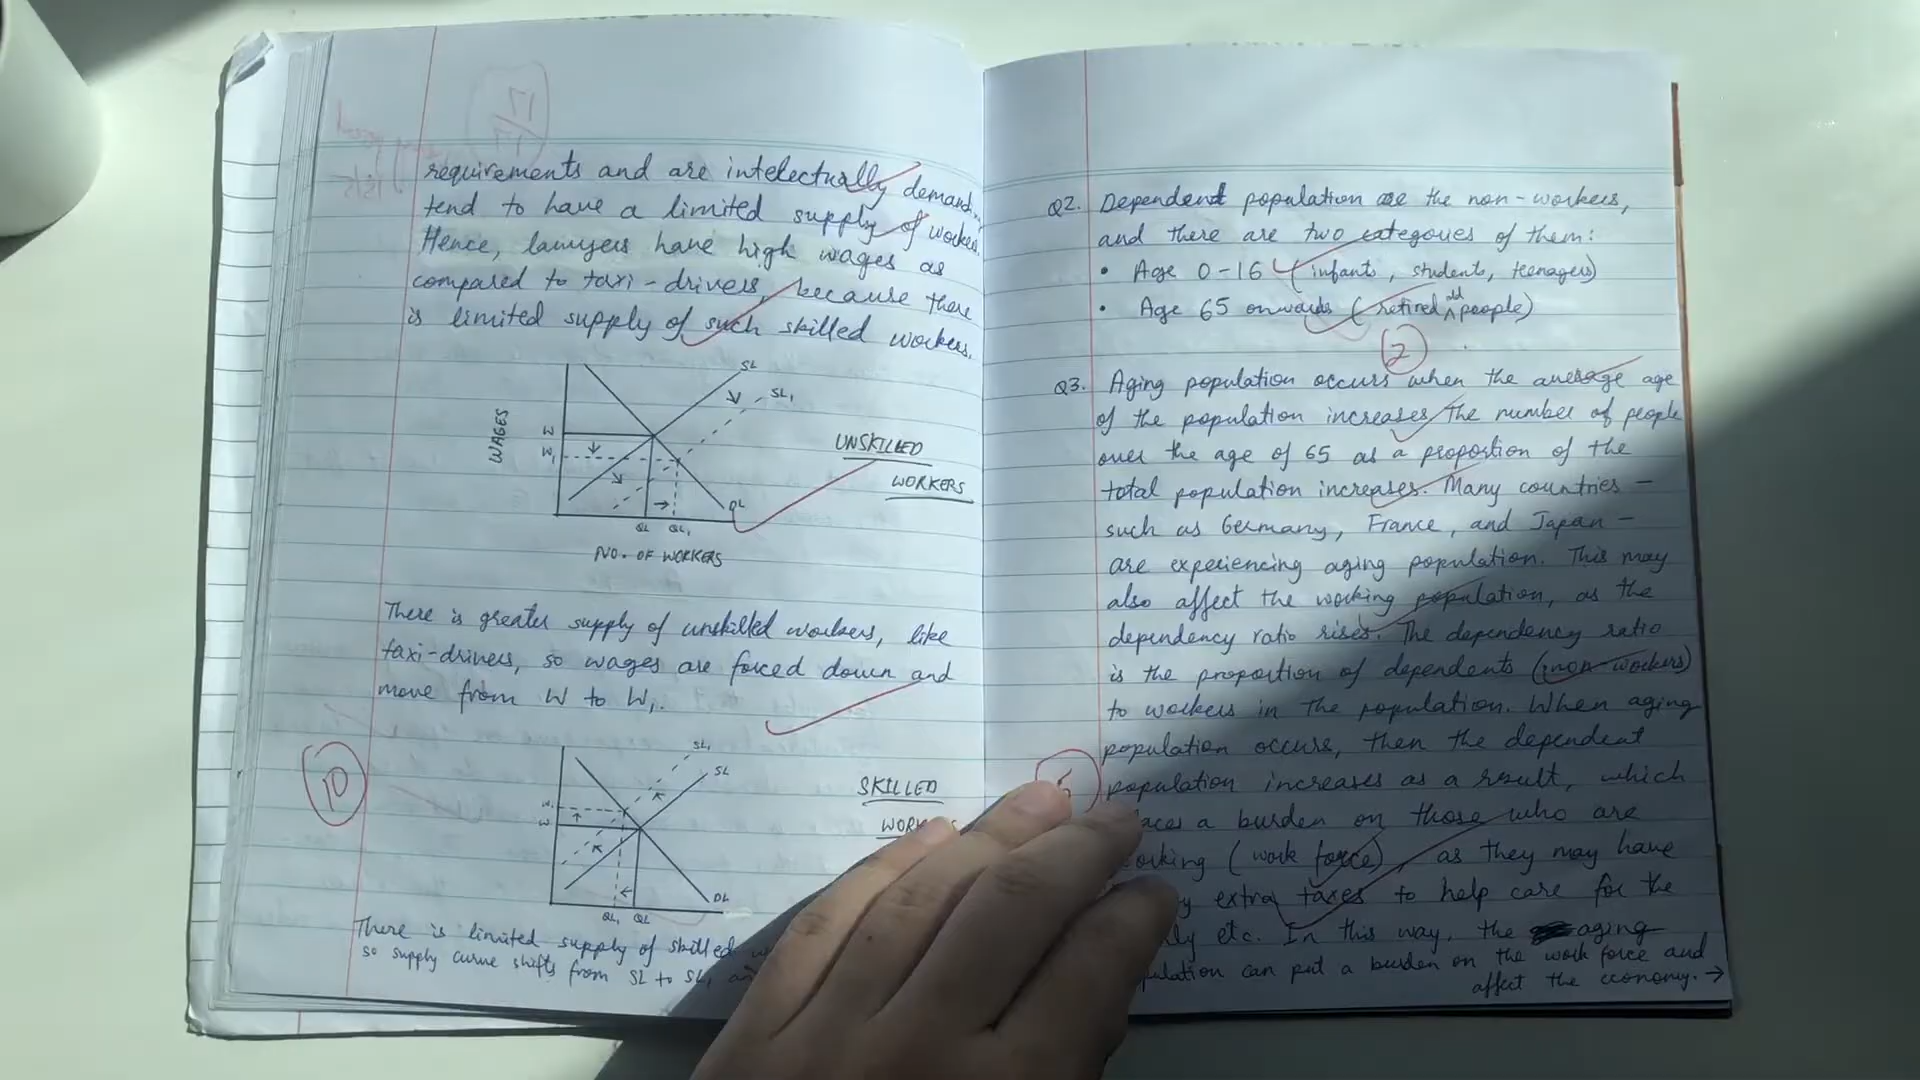 requirements and are intelectually demand
tend to have a limited supply of workers
Hence, lawyers have high wages as
compared to taxi-drivers, because there
is limited supply of such skilled workers.
WAGES
SL
SL₁
W
W₁
DL
QL QL₁
NO. OF WORKERS
UNSKILLED
WORKERS
There is greater supply of unskilled workers, like
taxi-drivers, so wages are forced down and
move from W to W₁.
10
SL₁
SL
W₁
W
DL
QL₁ QL
SKILLED
There is limited supply of skilled
so supply curve shifts from SL to SL₁
17
17
Q2. Dependent population are the non-workers,
and there are two categories of them:
• Age 0-16 (infants, students, teenagers)
• Age 65 onwards (retired old people)
2
Q3. Aging population occurs when the average age
of the population increases the number of people
over the age of 65 as a proportion of the
total population increases. Many countries -
such as Germany, France, and Japan -
are experiencing aging population. This may
also affect the working population, as the
dependency ratio rises. The dependency ratio
is the proportion of dependents (non-workers)
to workers in the population. When aging
population occurs, then the dependent
population increases as a result, which
a burden on those who are
(work force), as they may have
extra taxes to help care for the
etc. In this way, the aging
can put a burden on the work force and
affect the economy. →